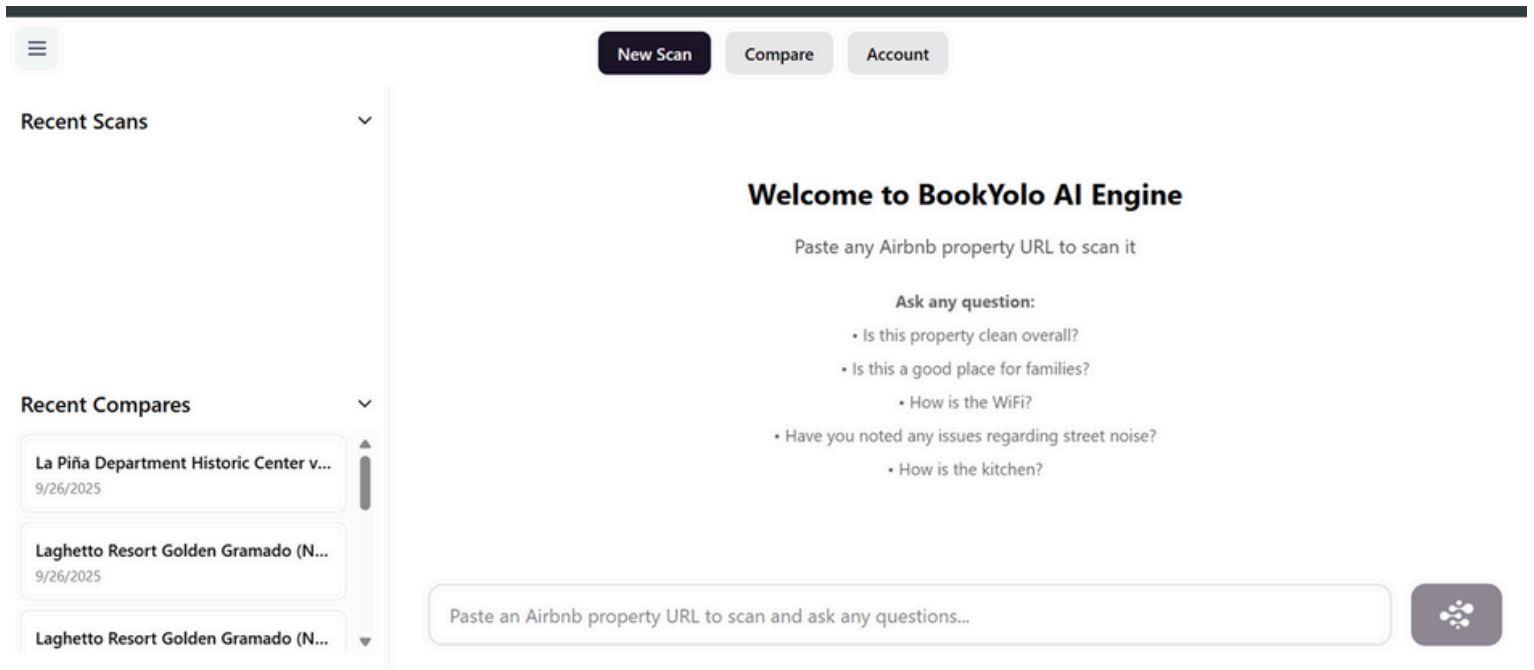 New Scan
Compare
Account
Recent Scans
Welcome to BookYolo AI Engine
Paste any Airbnb property URL to scan it
Ask any question:
• Is this property clean overall?
• Is this a good place for families?
• How is the WiFi?
• Have you noted any issues regarding street noise?
• How is the kitchen?
Recent Compares
La Piña Department Historic Center v...
9/26/2025
Laghetto Resort Golden Gramado (N...
9/26/2025
Laghetto Resort Golden Gramado (N...
Paste an Airbnb property URL to scan and ask any questions...